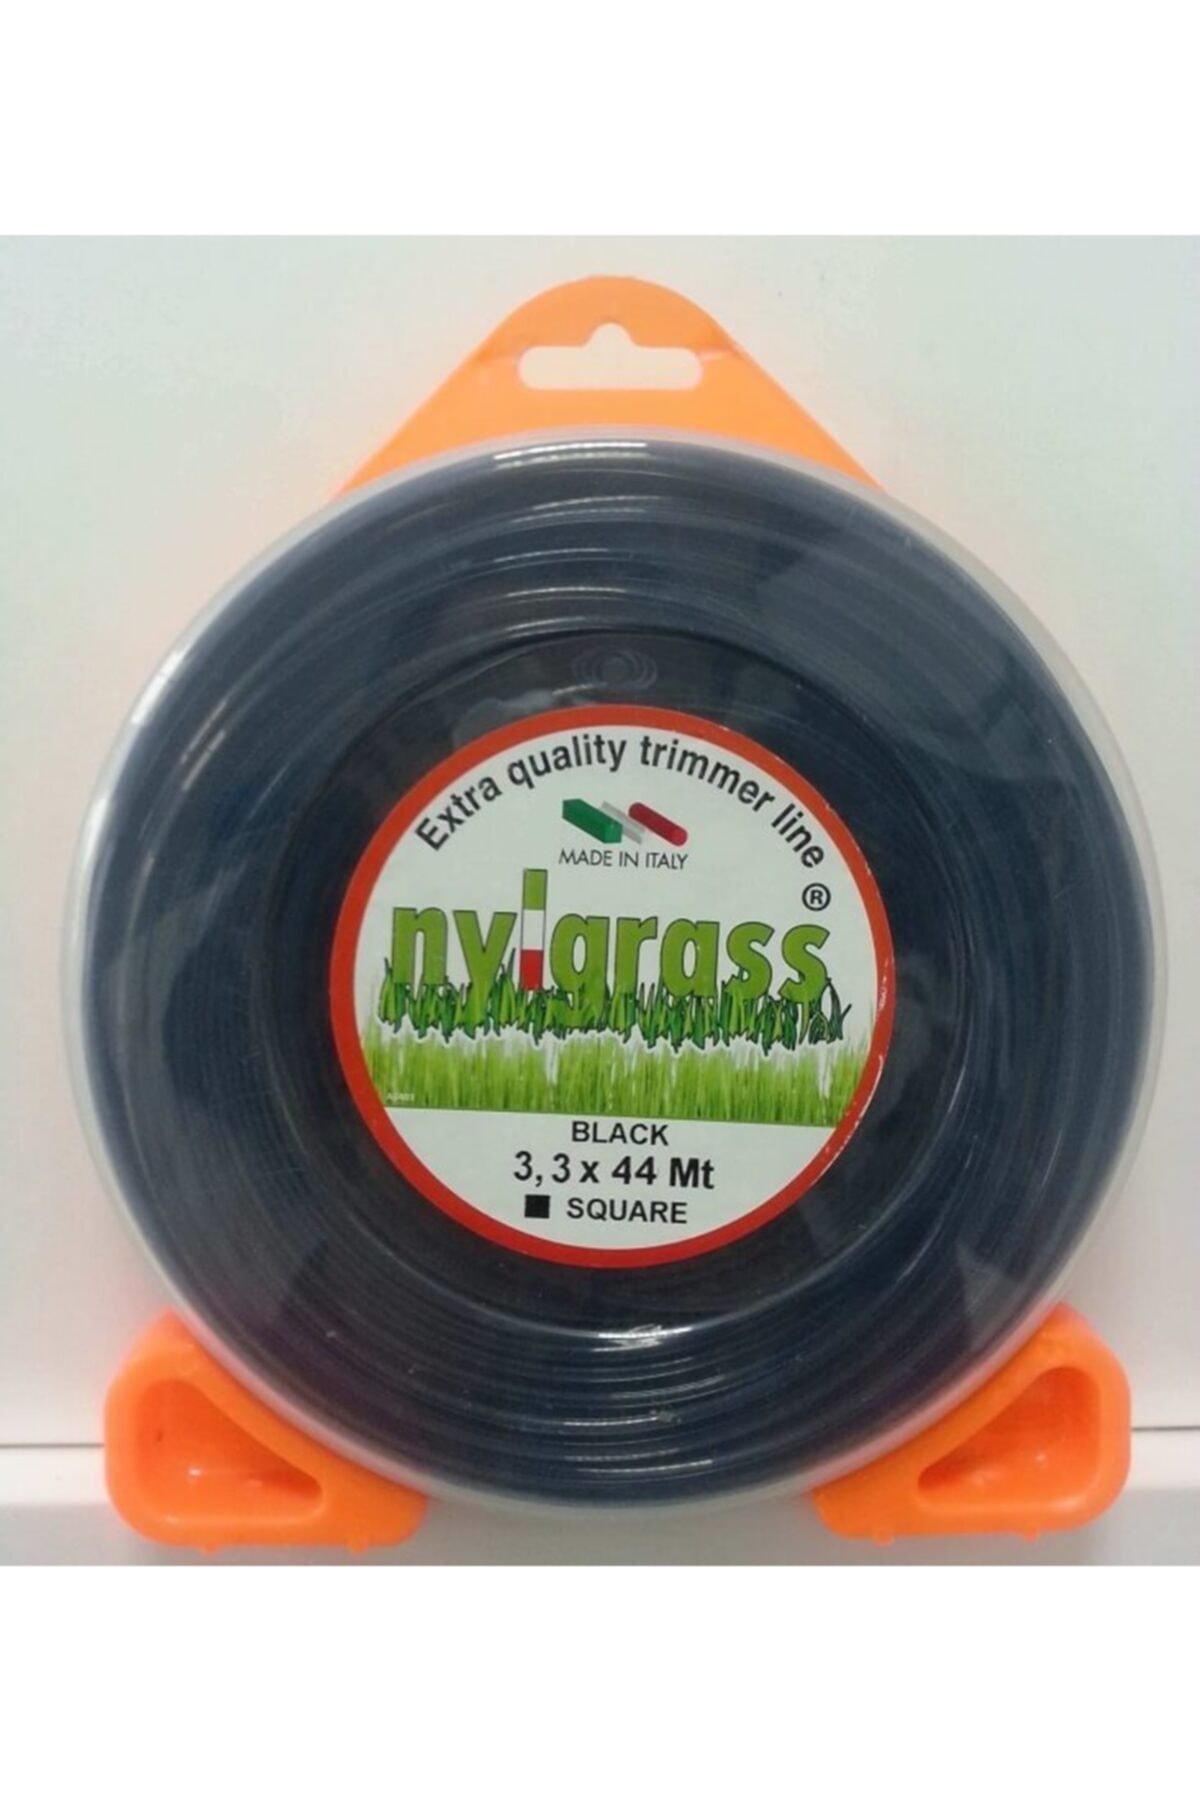 Extra quality trimmer line
MADE IN ITALY
nylgrass®
BLACK
3,3 x 44 Mt
SQUARE